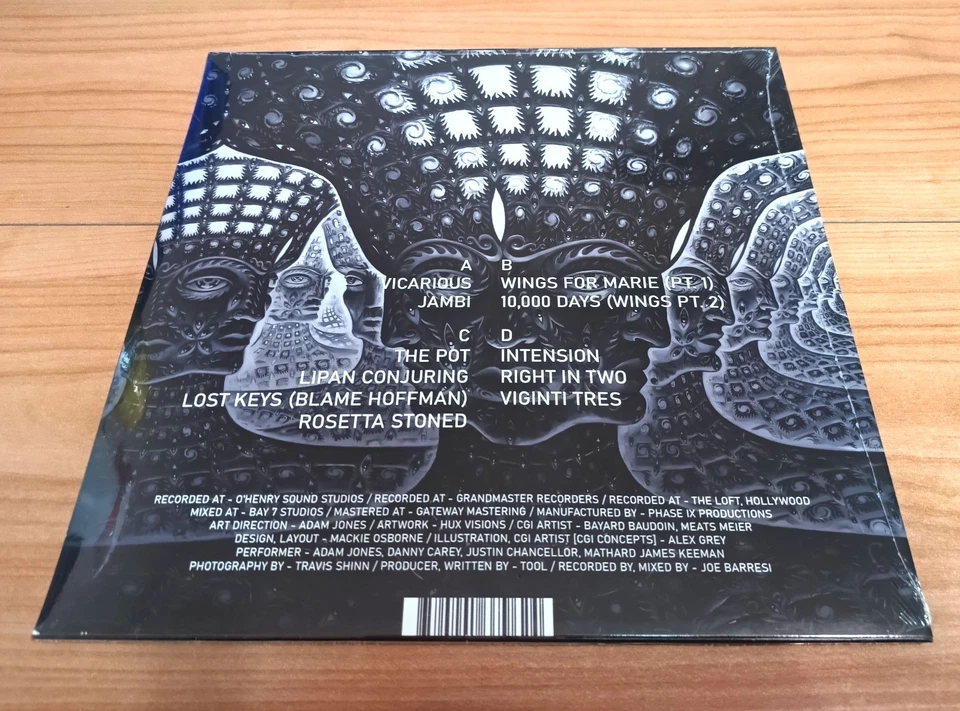 A
VICARIOUS
JAMBI
B
WINGS FOR MARIE (PT 1)
10,000 DAYS (WINGS PT. 2)
C
THE POT
LIPAN CONJURING
LOST KEYS (BLAME HOFFMAN)
ROSETTA STONED
D
INTENSION
RIGHT IN TWO
VIGINTI TRES
RECORDED AT - O'HENRY SOUND STUDIOS / RECORDED AT - GRANDMASTER RECORDERS / RECORDED AT - THE LOFT, HOLLYWOOD
MIXED AT - BAY 7 STUDIOS / MASTERED AT - GATEWAY MASTERING / MANUFACTURED BY - PHASE IX PRODUCTIONS
ART DIRECTION - ADAM JONES / ARTWORK - HUX VISIONS / CGI ARTIST - BAYARD BAUDOIN, MEATS MEIER
DESIGN, LAYOUT - MACKIE OSBORNE / ILLUSTRATION, CGI ARTIST [CGI CONCEPTS] - ALEX GREY
PERFORMER - ADAM JONES, DANNY CAREY, JUSTIN CHANCELLOR, MATHARD JAMES KEEMAN
PHOTOGRAPHY BY - TRAVIS SHINN / PRODUCER, WRITTEN BY - TOOL / RECORDED BY, MIXED BY - JOE BARRESI